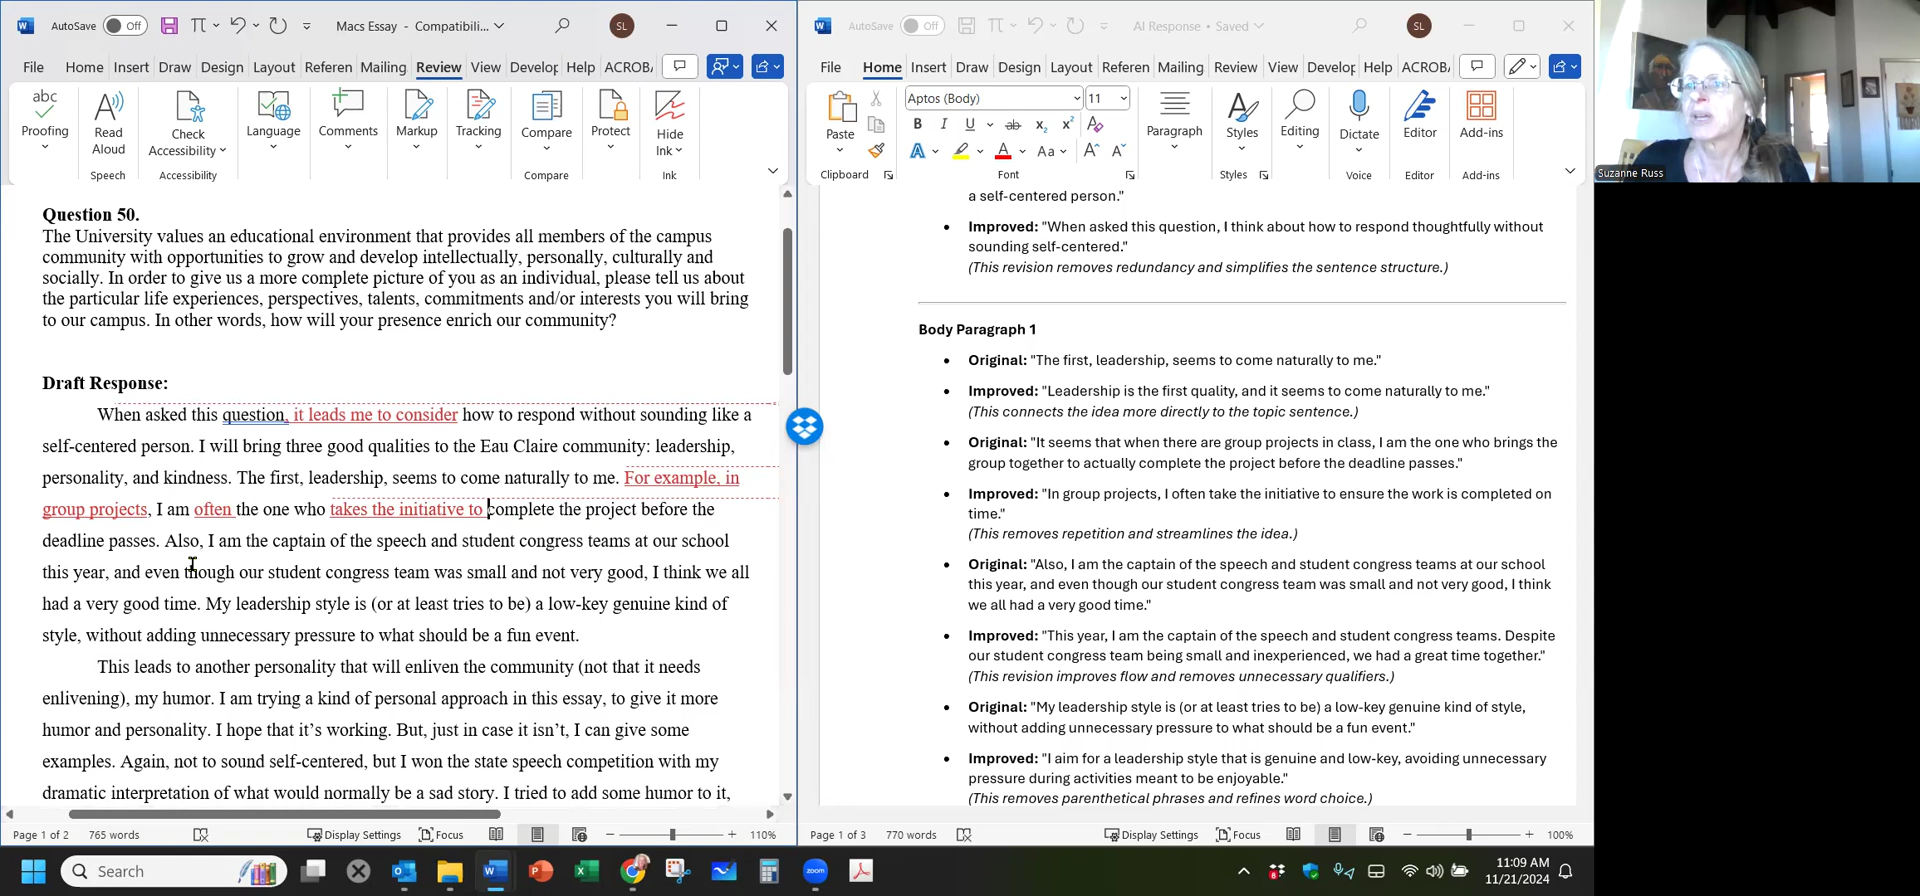 AutoSave Off Macs Essay - Compatibili... SL
File Home Insert Draw Design Layout Referen Mailing Review View Develop Help ACROBA
abc
Proofing Read Aloud Check Accessibility Language Comments Markup Tracking Compare Protect Hide Ink
Speech Accessibility Compare Ink
Question 50.
The University values an educational environment that provides all members of the campus
community with opportunities to grow and develop intellectually, personally, culturally and
socially. In order to give us a more complete picture of you as an individual, please tell us about
the particular life experiences, perspectives, talents, commitments and/or interests you will bring
to our campus. In other words, how will your presence enrich our community?
Draft Response:
When asked this question, it leads me to consider how to respond without sounding like a
self-centered person. I will bring three good qualities to the Eau Claire community: leadership,
personality, and kindness. The first, leadership, seems to come naturally to me. For example, in
group projects, I am often the one who takes the initiative to complete the project before the
deadline passes. Also, I am the captain of the speech and student congress teams at our school
this year, and even though our student congress team was small and not very good, I think we all
had a very good time. My leadership style is (or at least tries to be) a low-key genuine kind of
style, without adding unnecessary pressure to what should be a fun event.
This leads to another personality that will enliven the community (not that it needs
enlivening), my humor. I am trying a kind of personal approach in this essay, to give it more
humor and personality. I hope that it's working. But, just in case it isn't, I can give some
examples. Again, not to sound self-centered, but I won the state speech competition with my
dramatic interpretation of what would normally be a sad story. I tried to add some humor to it,
Page 1 of 2 765 words Display Settings Focus 110%
AutoSave Off AI Response • Saved SL
File Home Insert Draw Design Layout Referen Mailing Review View Develop Help ACROBA
Aptos (Body) 11
B I U ab x2 x2 A
A A Aa A A
Paste Paragraph Styles Editing Dictate Editor Add-ins
Clipboard Font Styles Voice Editor Add-ins
a self-centered person."
Improved: "When asked this question, I think about how to respond thoughtfully without
sounding self-centered."
(This revision removes redundancy and simplifies the sentence structure.)
Body Paragraph 1
• Original: "The first, leadership, seems to come naturally to me."
• Improved: "Leadership is the first quality, and it seems to come naturally to me."
(This connects the idea more directly to the topic sentence.)
• Original: "It seems that when there are group projects in class, I am the one who brings the
group together to actually complete the project before the deadline passes."
• Improved: "In group projects, I often take the initiative to ensure the work is completed on
time."
(This removes repetition and streamlines the idea.)
• Original: "Also, I am the captain of the speech and student congress teams at our school
this year, and even though our student congress team was small and not very good, I think
we all had a very good time."
• Improved: "This year, I am the captain of the speech and student congress teams. Despite
our student congress team being small and inexperienced, we had a great time together."
(This revision improves flow and removes unnecessary qualifiers.)
• Original: "My leadership style is (or at least tries to be) a low-key genuine kind of style,
without adding unnecessary pressure to what should be a fun event."
• Improved: "I aim for a leadership style that is genuine and low-key, avoiding unnecessary
pressure during activities meant to be enjoyable."
(This removes parenthetical phrases and refines word choice.)
Page 1 of 3 770 words Display Settings Focus 100%
Suzanne Russ
Search
zoom
11:09 AM
11/21/2024